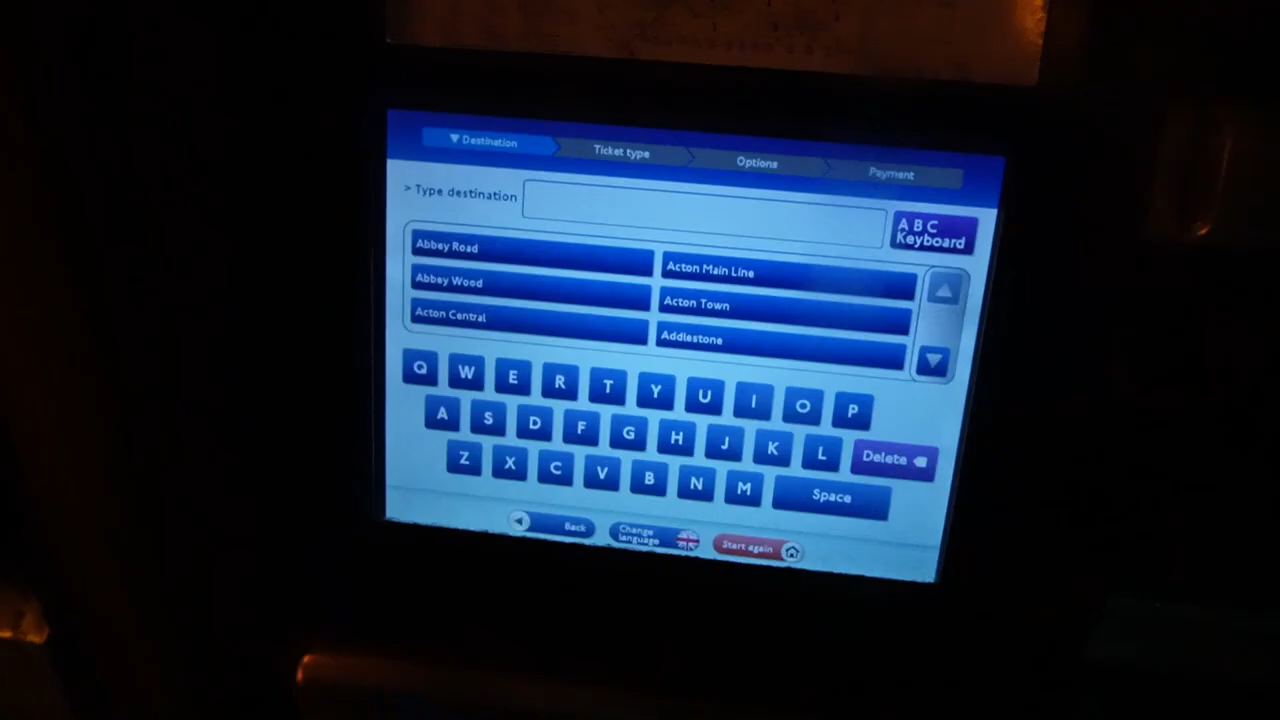 Destination
Ticket type
Options
Payment
> Type destination
A B C
Keyboard
Abbey Road
Acton Main Line
Abbey Wood
Acton Town
Acton Central
Addlestone
Q W E R T Y U I O P
A S D F G H J K L Delete
Z X C V B N M Space
Back
Change
language
Start again